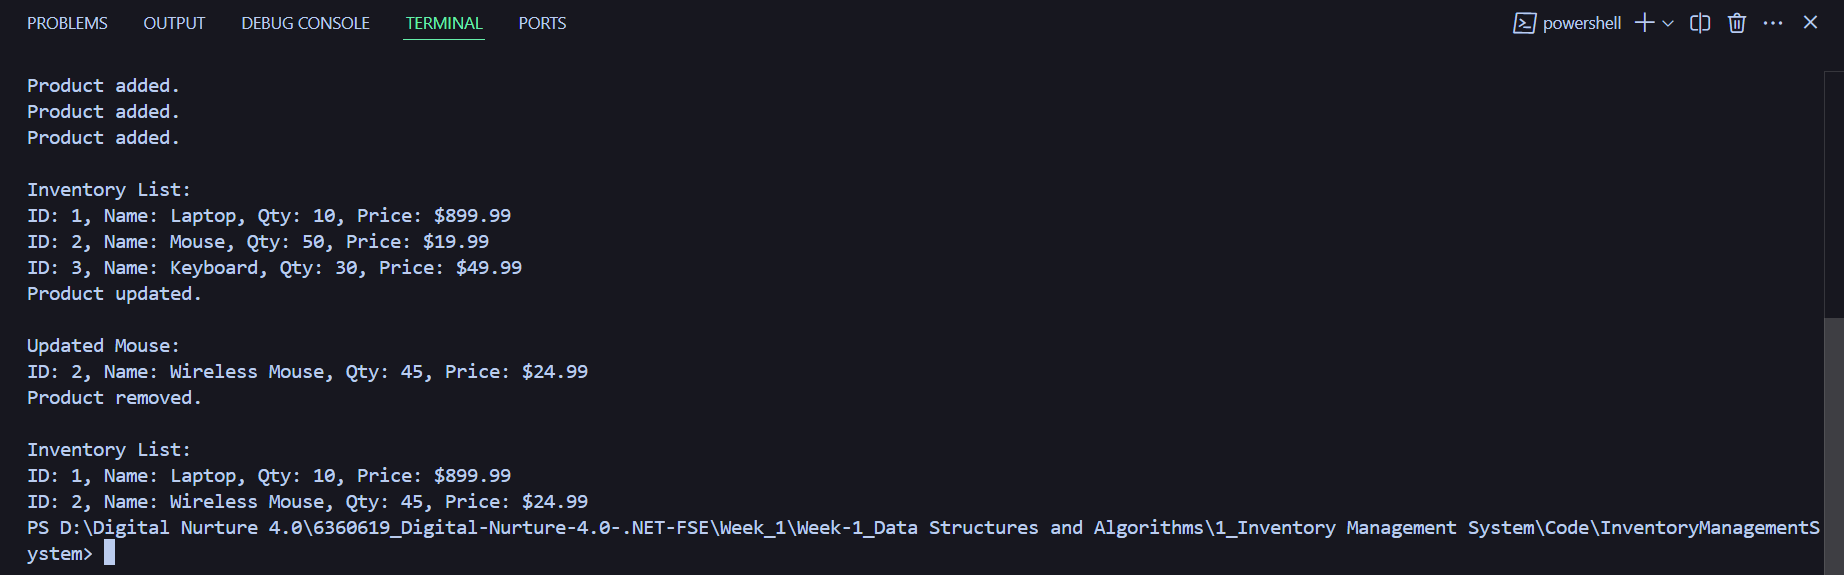 PROBLEMS OUTPUT DEBUG CONSOLE TERMINAL PORTS powershell
Product added.
Product added.
Product added.
Inventory List:
ID: 1, Name: Laptop, Qty: 10, Price: $899.99
ID: 2, Name: Mouse, Qty: 50, Price: $19.99
ID: 3, Name: Keyboard, Qty: 30, Price: $49.99
Product updated.
Updated Mouse:
ID: 2, Name: Wireless Mouse, Qty: 45, Price: $24.99
Product removed.
Inventory List:
ID: 1, Name: Laptop, Qty: 10, Price: $899.99
ID: 2, Name: Wireless Mouse, Qty: 45, Price: $24.99
PS D:\Digital Nurture 4.0\6360619_Digital-Nurture-4.0-.NET-FSE\Week_1\Week-1_Data Structures and Algorithms\1_Inventory Management System\Code\InventoryManagementS
ystem>